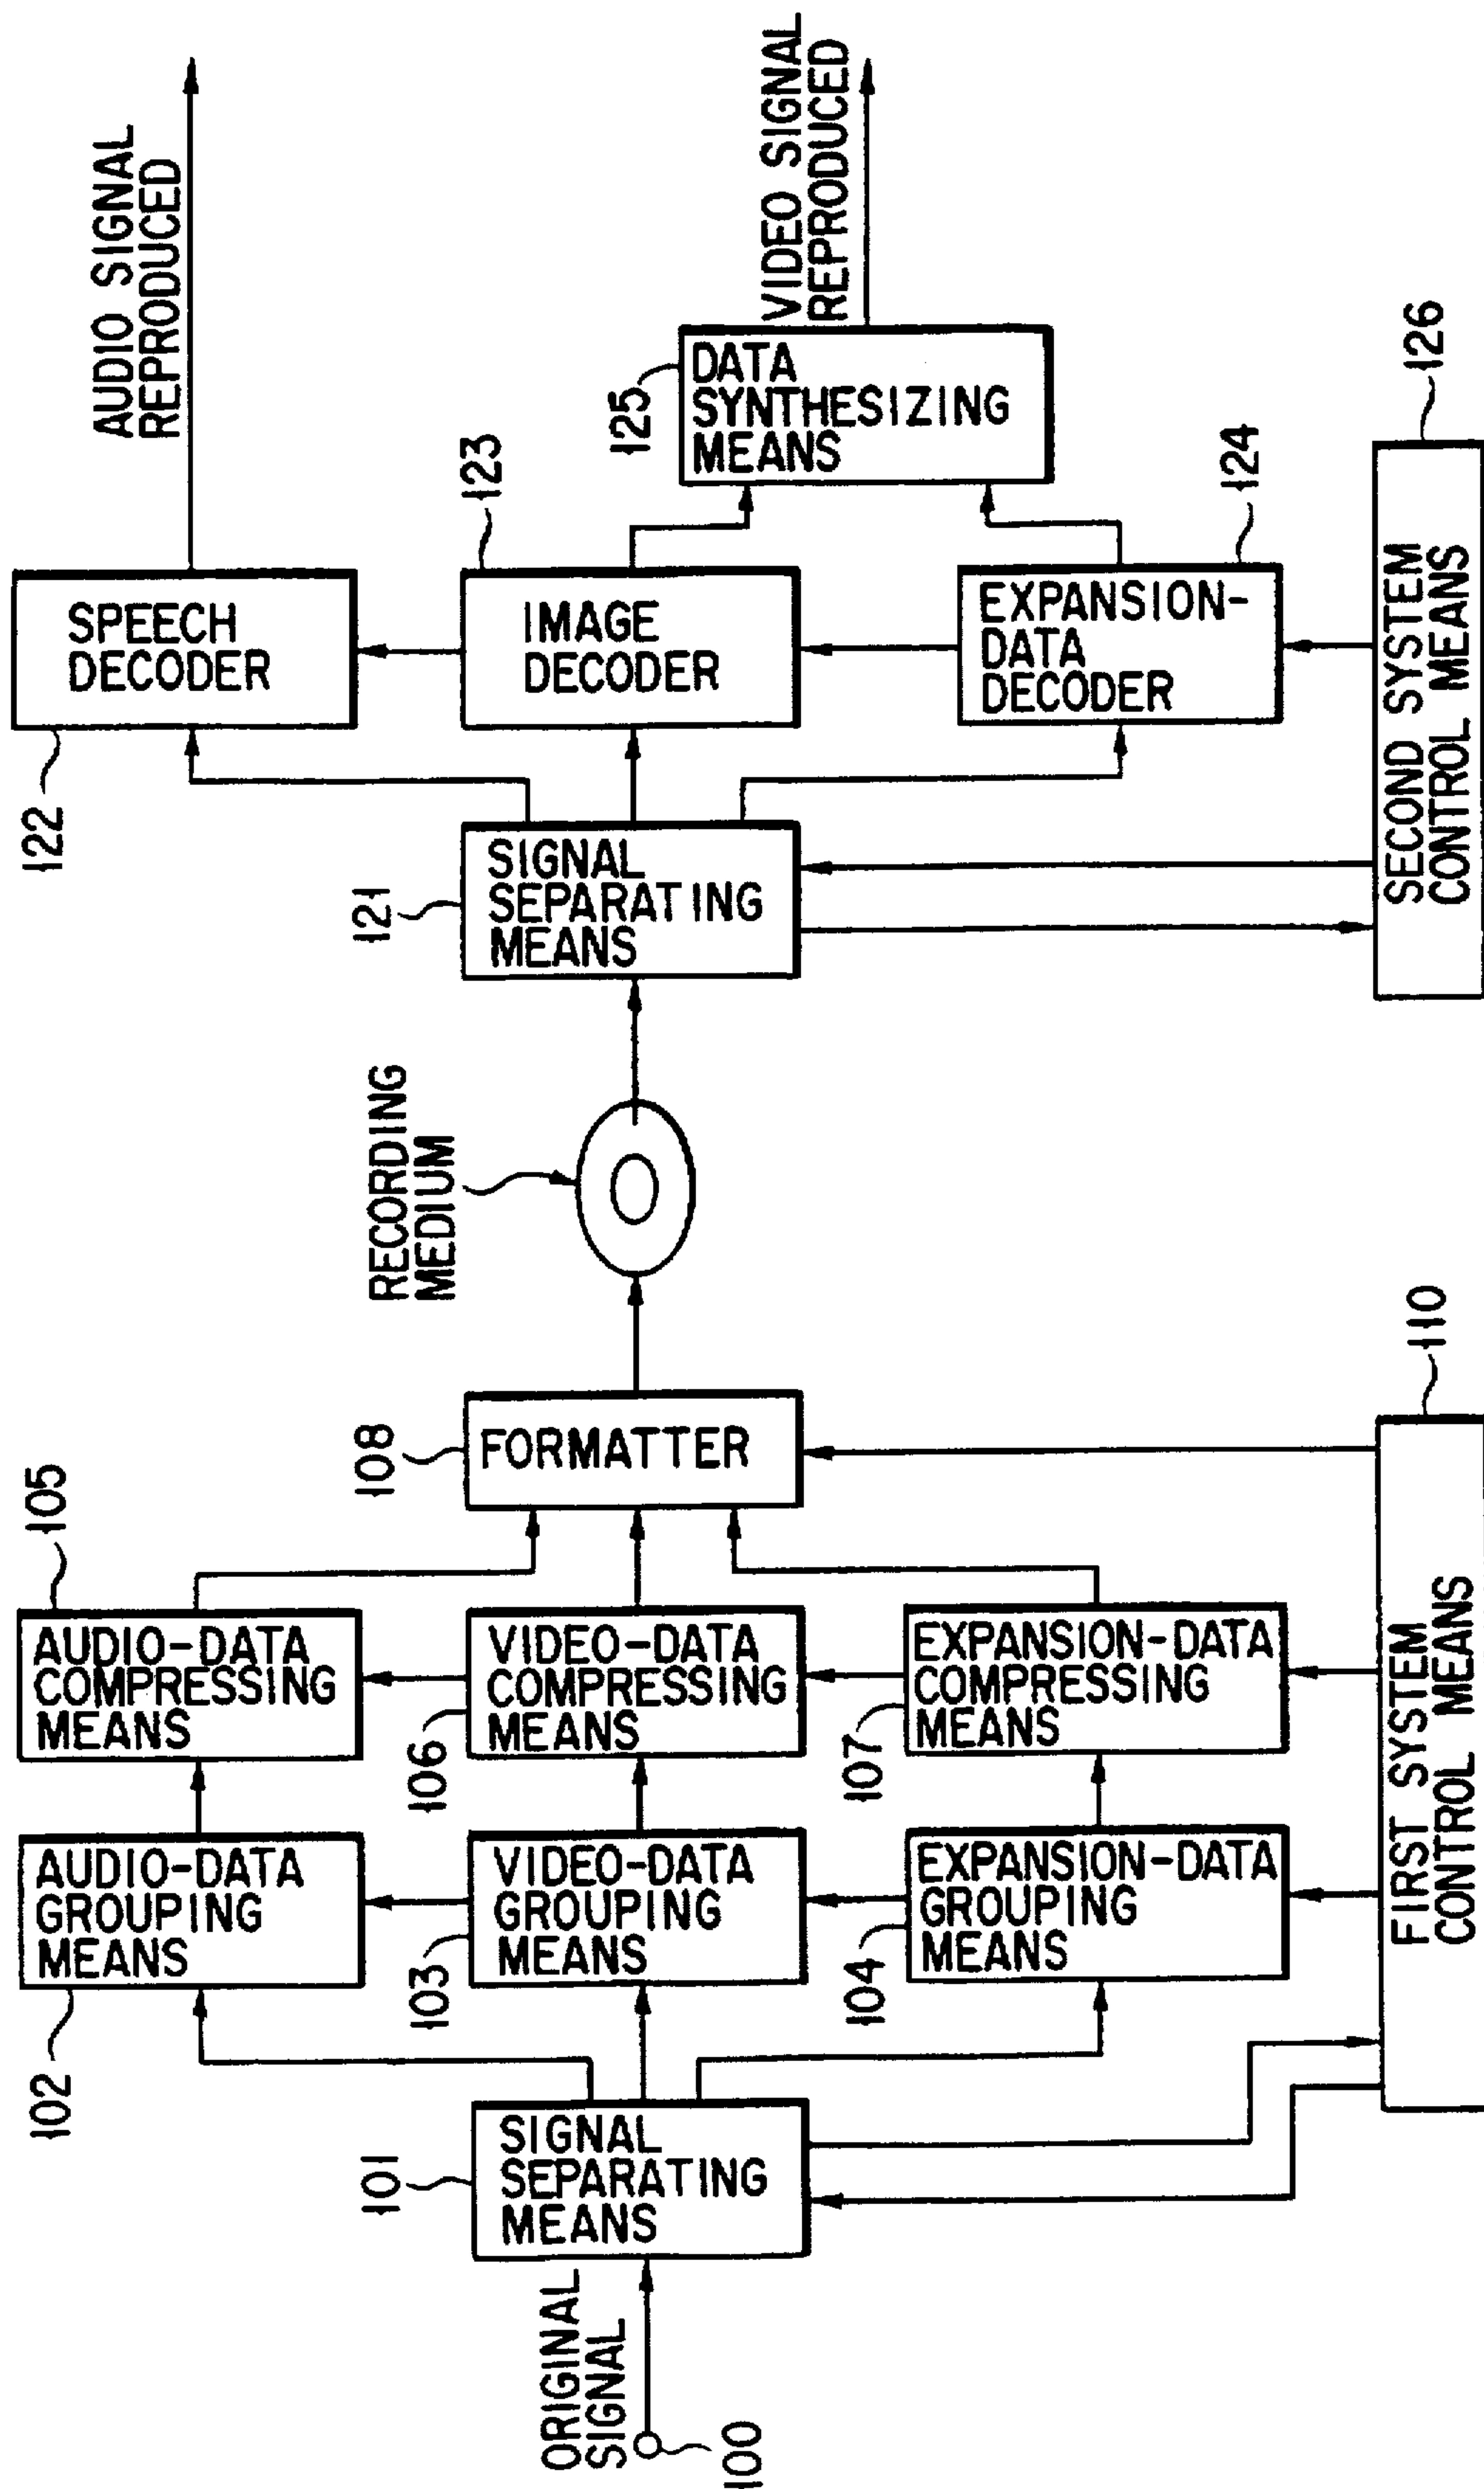 ORIGINAL
SIGNAL
100
101
SIGNAL
SEPARATING
MEANS
102
AUDIO-DATA
GROUPING
MEANS
103
VIDEO-DATA
GROUPING
MEANS
104
EXPANSION-DATA
GROUPING
MEANS
105
AUDIO-DATA
COMPRESSING
MEANS
106
VIDEO-DATA
COMPRESSING
MEANS
107
EXPANSION-DATA
COMPRESSING
MEANS
108
FORMATTER
110
FIRST SYSTEM
CONTROL MEANS
RECORDING
MEDIUM
121
SIGNAL
SEPARATING
MEANS
122
SPEECH
DECODER
123
IMAGE
DECODER
124
EXPANSION-
DATA
DECODER
125
DATA
SYNTHESIZING
MEANS
126
SECOND SYSTEM
CONTROL MEANS
AUDIO SIGNAL
REPRODUCED
VIDEO SIGNAL
REPRODUCED